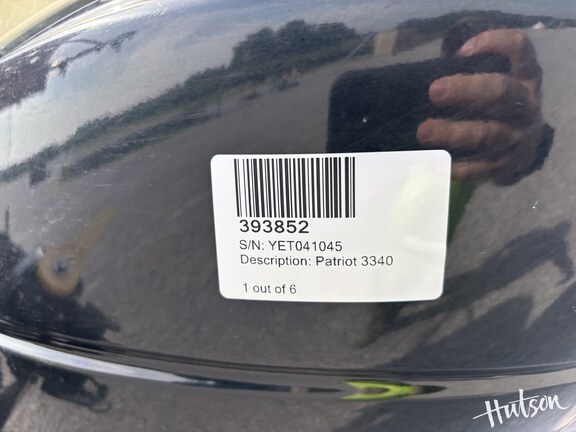 393852
S/N: YET041045
Description: Patriot 3340
1 out of 6
Hutson